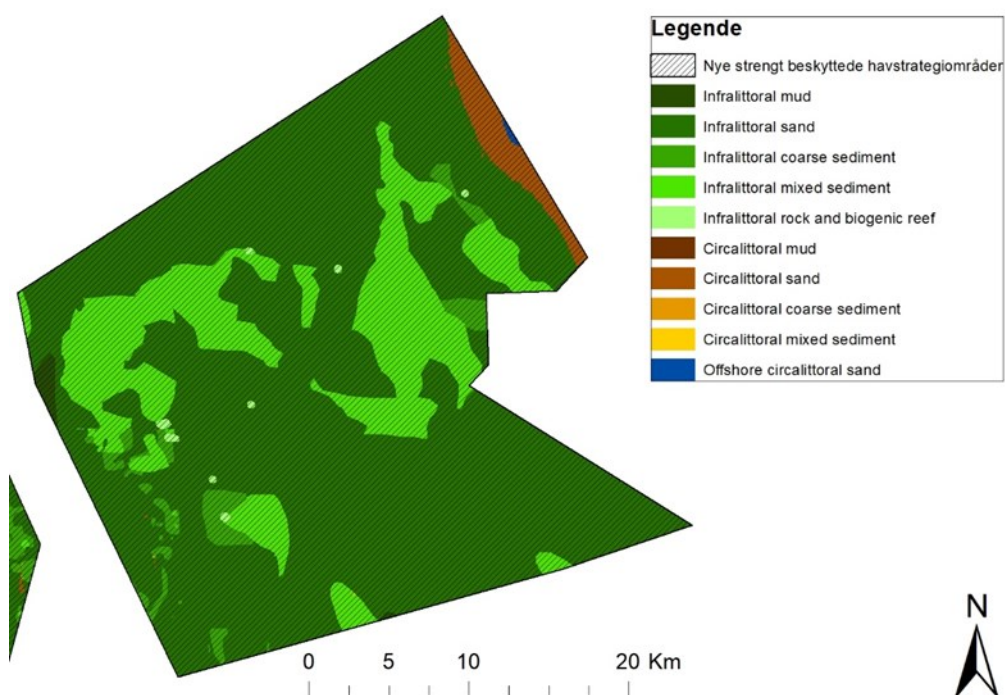 Legende
Nye strengt beskyttede havstrategiområder
Infralittoral mud
Infralittoral sand
Infralittoral coarse sediment
Infralittoral mixed sediment
Infralittoral rock and biogenic reef
Circalittoral mud
Circalittoral sand
Circalittoral coarse sediment
Circalittoral mixed sediment
Offshore circalittoral sand
N
0 5 10 20 Km